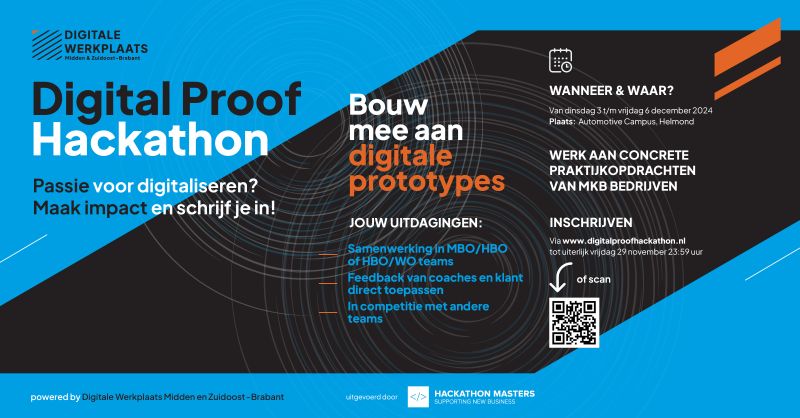 DIGITALE
WERKPLAATS
Midden & Zuidoost-Brabant
Digital Proof
Hackathon
Passie voor digitaliseren?
Maak impact en schrijf je in!
Bouw
mee aan
digitale
prototypes
JOUW UITDAGINGEN:
Samenwerking in MBO/HBO
of HBO/WO teams
Feedback van coaches en klant
direct toepassen
In competitie met andere
teams
WANNEER & WAAR?
Van dinsdag 3 t/m vrijdag 6 december 2024
Plaats: Automotive Campus, Helmond
WERK AAN CONCRETE
PRAKTIJKOPDRACHTEN
VAN MKB BEDRIJVEN
INSCHRIJVEN
Via www.digitalproofhackathon.nl
tot uiterlijk vrijdag 29 november 23:59 uur
of scan
powered by Digitale Werkplaats Midden en Zuidoost-Brabant
uitgevoerd door
</>
HACKATHON MASTERS
SUPPORTING NEW BUSINESS